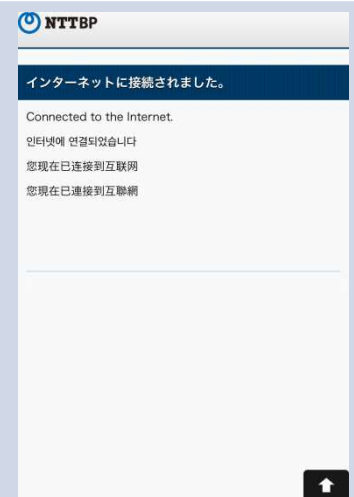 NTTBP
インターネットに接続されました。
Connected to the Internet.
인터넷에 연결되었습니다
您现在已连接到互联网
您現在已連接到互聯網